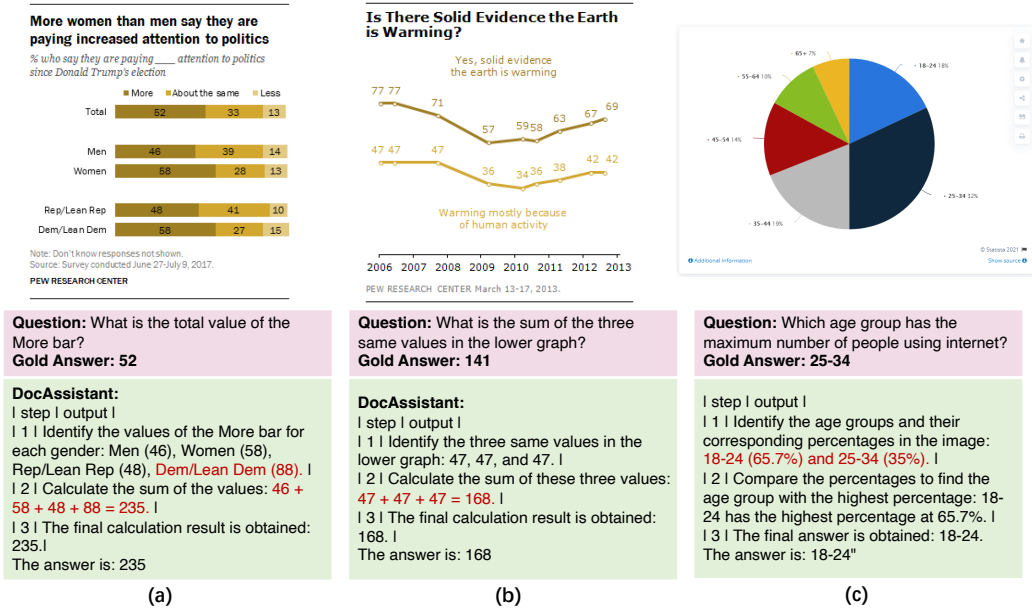 More women than men say they are
paying increased attention to politics
% who say they are paying ____ attention to politics
since Donald Trump's election
More About the same Less
Total 52 33 13
Men 46 39 14
Women 58 28 13
Rep/Lean Rep 48 41 10
Dem/Lean Dem 58 27 15
Note: Don't know responses not shown.
Source: Survey conducted June 27-July 9, 2017.
PEW RESEARCH CENTER
Question: What is the total value of the
More bar?
Gold Answer: 52
DocAssistant:
| step | output |
| 1 | Identify the values of the More bar for
each gender: Men (46), Women (58),
Rep/Lean Rep (48), Dem/Lean Dem (88). |
| 2 | Calculate the sum of the values: 46 +
58 + 48 + 88 = 235. |
| 3 | The final calculation result is obtained:
235.|
The answer is: 235
(a)
Is There Solid Evidence the Earth
is Warming?
Yes, solid evidence
the earth is warming
77 77 71 57 59 58 63 67 69
47 47 47 36 34 36 38 42 42
Warming mostly because
of human activity
2006 2007 2008 2009 2010 2011 2012 2013
PEW RESEARCH CENTER March 13-17, 2013.
Question: What is the sum of the three
same values in the lower graph?
Gold Answer: 141
DocAssistant:
| step | output |
| 1 | Identify the three same values in the
lower graph: 47, 47, and 47. |
| 2 | Calculate the sum of these three values:
47 + 47 + 47 = 168. |
| 3 | The final calculation result is obtained:
168. |
The answer is: 168
(b)
65+ 7%
18-24 18%
55-64 10%
45-54 14%
25-34 32%
35-44 19%
© Statista 2021
Additional Information
Show source
Question: Which age group has the
maximum number of people using internet?
Gold Answer: 25-34
| step | output |
| 1 | Identify the age groups and their
corresponding percentages in the image:
18-24 (65.7%) and 25-34 (35%). |
| 2 | Compare the percentages to find the
age group with the highest percentage: 18-
24 has the highest percentage at 65.7%. |
| 3 | The final answer is obtained: 18-24.
The answer is: 18-24"
(c)